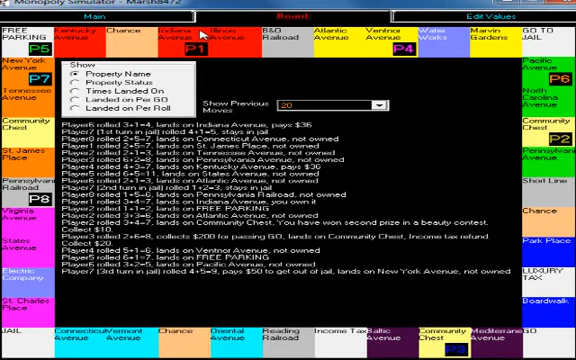 Monopoly Simulator - Marsh8472
Main
Board
Edit Values
FREE PARKING
P5
Kentucky Avenue
Chance
Indiana Avenue
P1
Illinois Avenue
B&O Railroad
Atlantic Avenue
Ventnor Avenue
P4
Water Works
Marvin Gardens
GO TO JAIL
New York Avenue
P7
Tennessee Avenue
Community Chest
St. James Place
Pennsylvania Railroad
P8
Virginia Avenue
States Avenue
Electric Company
St. Charles Place
Show
Property Name
Property Status
Times Landed On
Landed on Per GO
Landed on Per Roll
Show Previous Moves
20
Player6 rolled 3+1=4, lands on Indiana Avenue, pays $36
Player7 (1st turn in jail) rolled 4+1=5, stays in jail
Player8 rolled 2+5=7, lands on Connecticut Avenue, not owned
Player1 rolled 2+5=7, lands on St. James Place, not owned
Player1 rolled 2+1=3, lands on Tennessee Avenue, not owned
Player3 rolled 2+6=8, lands on Pennsylvania Avenue, not owned
Player4 rolled 4+3=7, lands on Kentucky Avenue, pays $36
Player5 rolled 6+5=11, lands on States Avenue, not owned
Player6 rolled 2+1=3, lands on Atlantic Avenue, not owned
Player7 (2nd turn in jail) rolled 1+2=3, stays in jail
Player8 rolled 1+5=6, lands on Pennsylvania Railroad, not owned
Player1 rolled 3+4=7, lands on Indiana Avenue, you own it
Player2 rolled 1+1=2, lands on FREE PARKING
Player2 rolled 3+3=6, lands on Atlantic Avenue, not owned
Player2 rolled 3+4=7, lands on Community Chest, You have won second prize in a beauty contest. Collect $10.
Player3 rolled 2+6=8, collects $200 for passing GO, lands on Community Chest, Income tax refund. Collect $20.
Player4 rolled 5+1=6, lands on Ventnor Avenue, not owned
Player5 rolled 6+1=7, lands on FREE PARKING
Player6 rolled 3+2=5, lands on Pacific Avenue, not owned
Player7 (3rd turn in jail) rolled 4+5=9, pays $50 to get out of jail, lands on New York Avenue, not owned
Pacific Avenue
P6
North Carolina Avenue
Community Chest
P2
Pennsylvania Avenue
Short Line
Chance
Park Place
LUXURY TAX
Boardwalk
JAIL
Connecticut
Vermont Avenue
Chance
Oriental Avenue
Reading Railroad
Income Tax
Baltic Avenue
Community Chest
P3
Mediterranean Avenue
GO